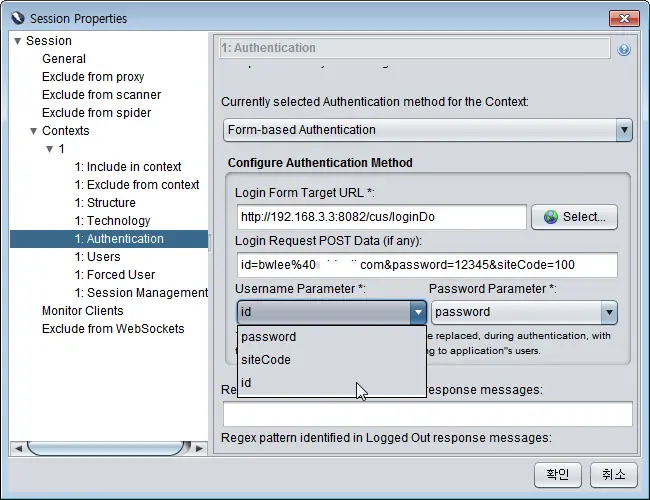 Session Properties
Session
General
Exclude from proxy
Exclude from scanner
Exclude from spider
Contexts
1
1: Include in context
1: Exclude from context
1: Structure
1: Technology
1: Authentication
1: Users
1: Forced User
1: Session Management
Monitor Clients
Exclude from WebSockets
1: Authentication
Currently selected Authentication method for the Context:
Form-based Authentication
Configure Authentication Method
Login Form Target URL *:
http://192.168.3.3:8082/cus/loginDo
Select...
Login Request POST Data (if any):
id=bwlee%40 com&password=12345&siteCode=100
Username Parameter *: Password Parameter *:
id password
password
siteCode
id
e replaced, during authentication, with
ng to application"s users.
Re response messages:
Regex pattern identified in Logged Out response messages:
확인 취소